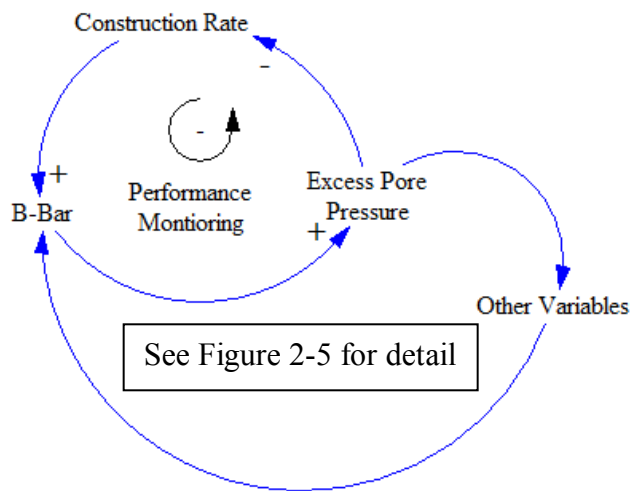 Construction Rate
-
-
+
Performance
Montioring
Excess Pore
Pressure
B-Bar
+
Other Variables
See Figure 2-5 for detail